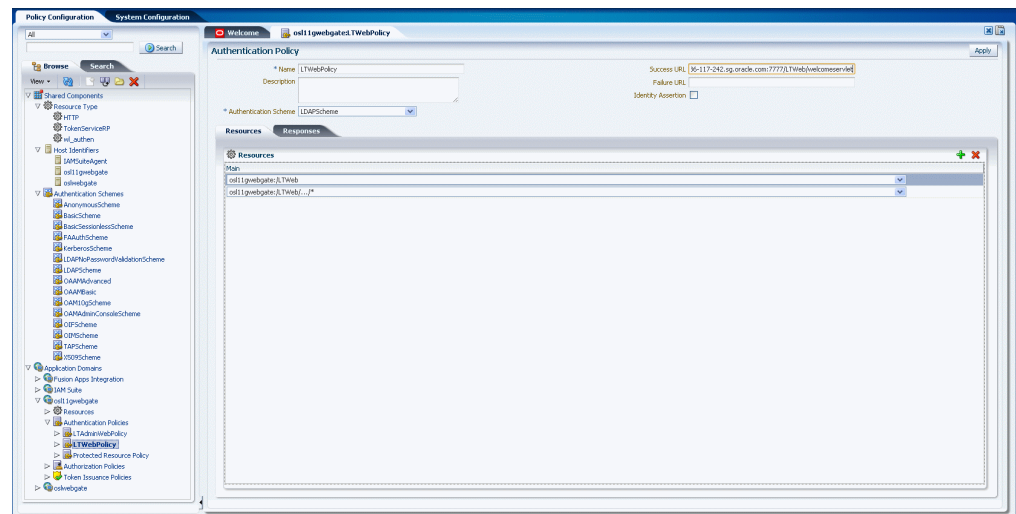 Policy Configuration System Configuration
All
Search
Browse Search
View
Shared Components
Resource Type
HTTP
TokenServiceRP
wl_authen
Host Identifiers
IAMSuiteAgent
osl11gwebgate
oslwebgate
Authentication Schemes
AnonymousScheme
BasicScheme
BasicSessionlessScheme
FAAuthScheme
KerberosScheme
LDAPNoPasswordValidationScheme
LDAPScheme
OAAMAdvanced
OAAMBasic
OAM10gScheme
OAMAdminConsoleScheme
OIFScheme
OIMScheme
TAPScheme
X509Scheme
Application Domains
Fusion Apps Integration
IAM Suite
osl11gwebgate
Resources
Authentication Policies
LTAdminWebPolicy
LTWebPolicy
Protected Resource Policy
Authorization Policies
Token Issuance Policies
oslwebgate
Welcome osl11gwebgate:LTWebPolicy
Authentication Policy Apply
* Name LTWebPolicy
Description
* Authentication Scheme LDAPScheme
Success URL 36-117-242.sg.oracle.com:7777/LTWeb/welcomeservlet
Failure URL
Identity Assertion
Resources Responses
Resources
Main
osl11gwebgate:/LTWeb
osl11gwebgate:/LTWeb/.../*